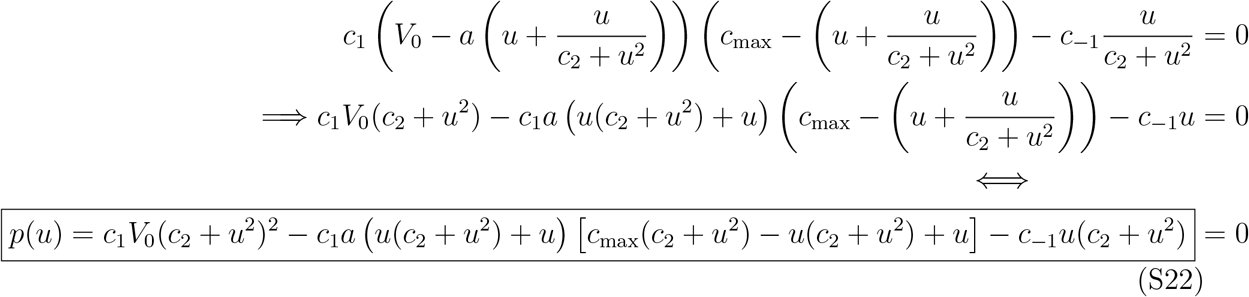 $c_1 \left( V_0 - a \left( u + \frac{u}{c_2 + u^2} \right) \right) \left( c_{\max} - \left( u + \frac{u}{c_2 + u^2} \right) \right) - c_{-1} \frac{u}{c_2 + u^2} = 0$
$\Longrightarrow c_1 V_0 (c_2 + u^2) - c_1 a \left( u(c_2 + u^2) + u \right) \left( c_{\max} - \left( u + \frac{u}{c_2 + u^2} \right) \right) - c_{-1} u = 0$
$\Longleftrightarrow$
$\boxed{p(u) = c_1 V_0 (c_2 + u^2)^2 - c_1 a \left( u(c_2 + u^2) + u \right) \left[ c_{\max}(c_2 + u^2) - u(c_2 + u^2) + u \right] - c_{-1} u(c_2 + u^2)} = 0$
(S22)